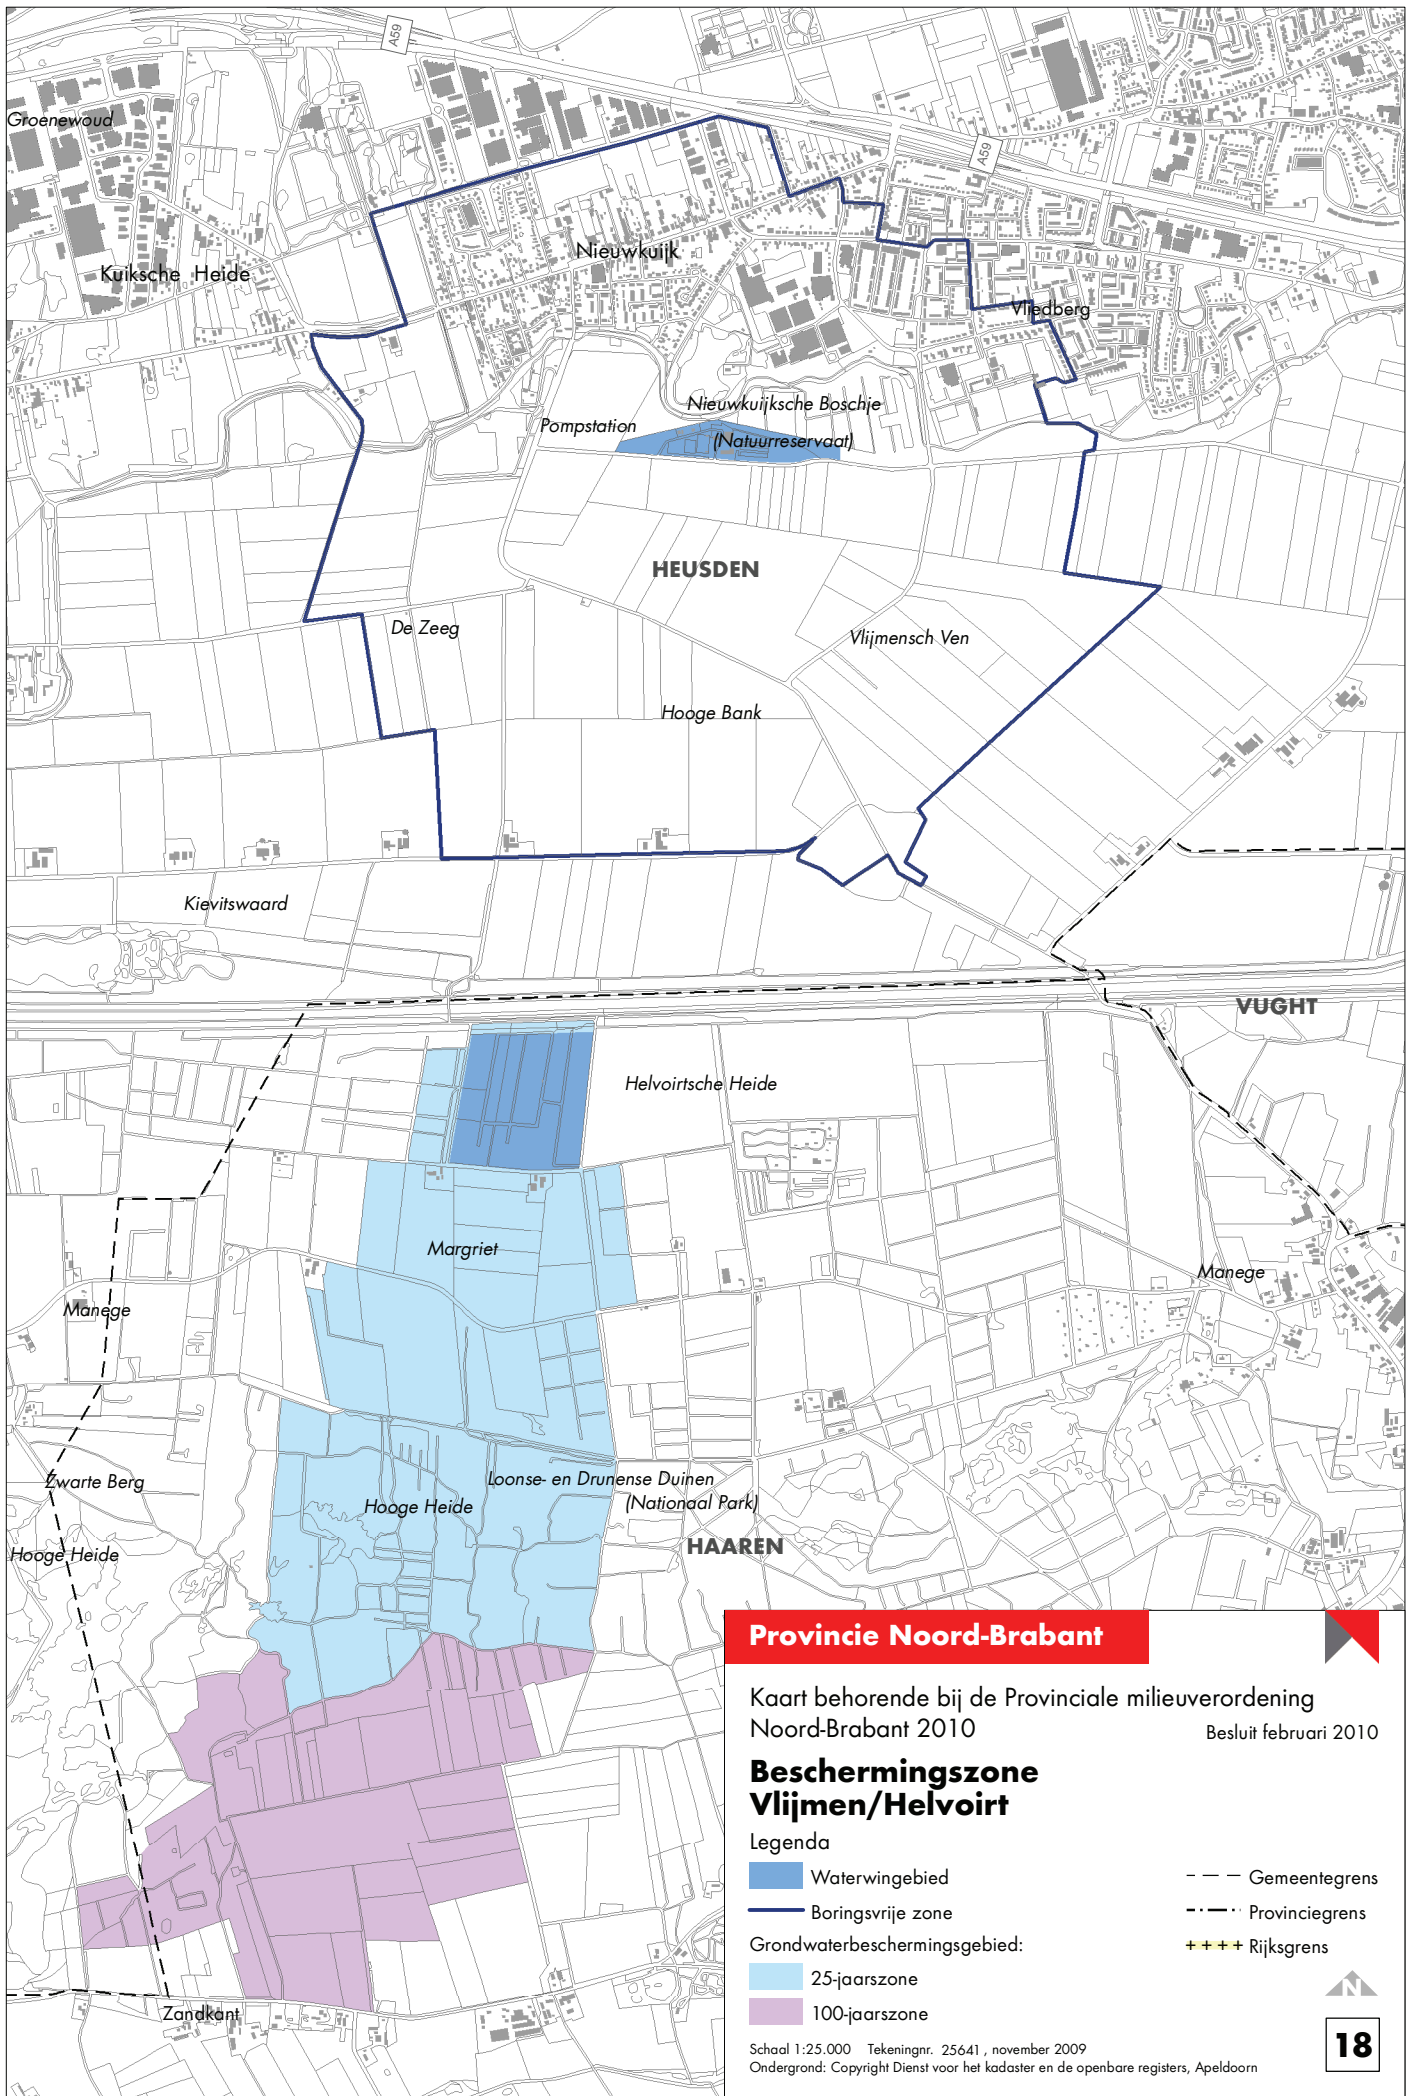 A59
Groenewoud
A59
Nieuwkuijk
Kuiksche Heide
Vliedberg
Nieuwkuijksche Boschje
Pompstation
(Natuurreservaat)
HEUSDEN
De Zeeg
Vlijmensch Ven
Hooge Bank
Kievitswaard
VUGHT
Helvoirtsche Heide
Margriet
Manege
Manege
Zwarte Berg
Loonse- en Drunense Duinen
(Nationaal Park)
Hooge Heide
HAAREN
Hooge Heide
Zandkant
Provincie Noord-Brabant
Kaart behorende bij de Provinciale milieuverordening
Noord-Brabant 2010
Besluit februari 2010
Beschermingszone
Vlijmen/Helvoirt
Legenda
Waterwingebied
Boringsvrije zone
Grondwaterbeschermingsgebied:
25-jaarszone
100-jaarszone
Gemeentegrens
Provinciegrens
++++ Rijksgrens
N
Schaal 1:25.000 Tekeningnr. 25641 , november 2009
Ondergrond: Copyright Dienst voor het kadaster en de openbare registers, Apeldoorn
18